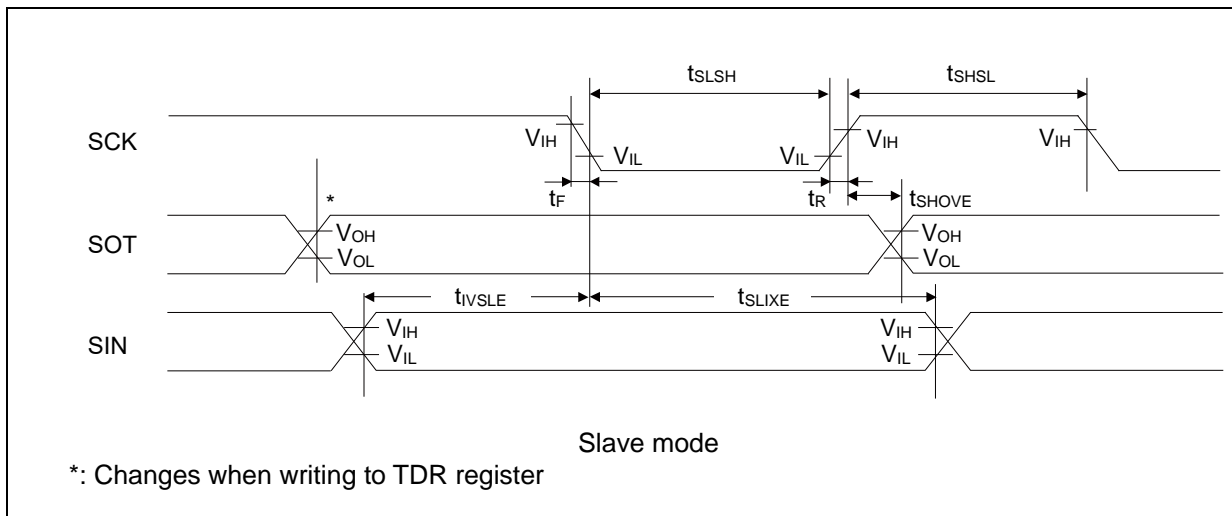 tSLSH tSHSL
SCK VIH VIL VIL VIH VIH
tF tR tSHOVE
*
SOT VOH VOH
VOL VOL
tIVSLE tSLIXE
VIH VIH
SIN
VIL VIL
Slave mode
*: Changes when writing to TDR register